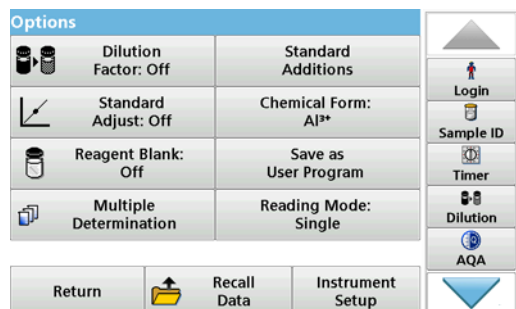 Options
Dilution
Factor: Off
Standard
Additions
Standard
Adjust: Off
Chemical Form:
Al³⁺
Reagent Blank:
Off
Save as
User Program
Multiple
Determination
Reading Mode:
Single
Return
Recall
Data
Instrument
Setup
Login
Sample ID
Timer
Dilution
AQA